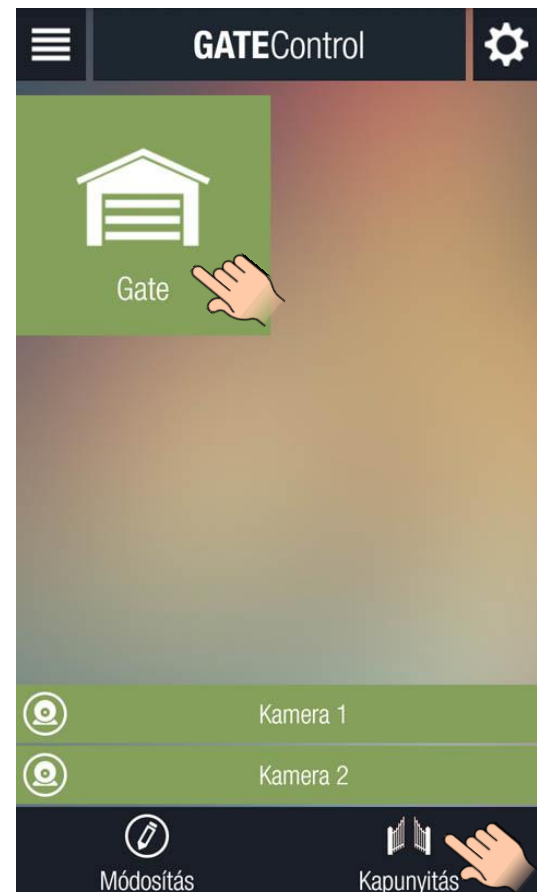 GATEControl
Gate
Kamera 1
Kamera 2
Módosítás
Kapunyitás